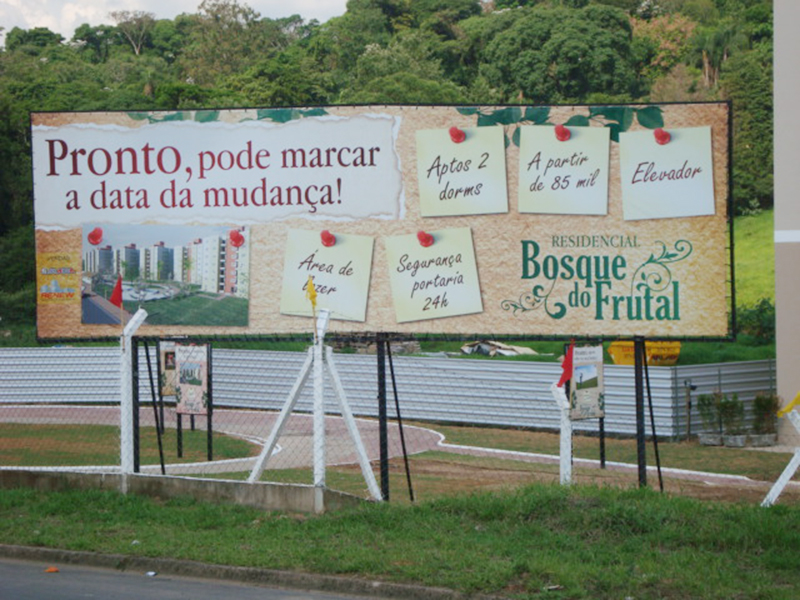 Pronto, pode marcar
a data da mudança!
Aptos 2
dorms
A partir
de 85 mil
Elevador
Área de
lazer
Segurança
portaria
24h
RESIDENCIAL
Bosque
do Frutal